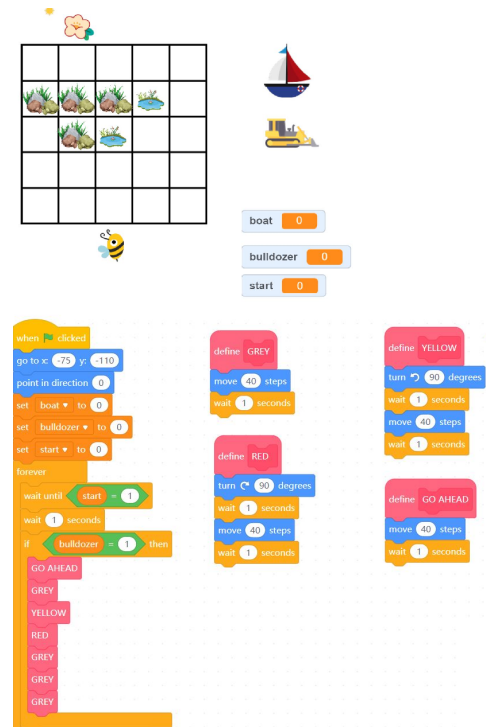 boat 0
bulldozer 0
start 0
when clicked
go to x: -75 y: -110
point in direction 0
set boat to 0
set bulldozer to 0
set start to 0
forever
wait until start = 1
wait 1 seconds
if bulldozer = 1 then
GO AHEAD
GREY
YELLOW
RED
GREY
GREY
GREY
define GREY
move 40 steps
wait 1 seconds
define RED
turn 90 degrees
wait 1 seconds
move 40 steps
wait 1 seconds
define YELLOW
turn 90 degrees
wait 1 seconds
move 40 steps
wait 1 seconds
define GO AHEAD
move 40 steps
wait 1 seconds